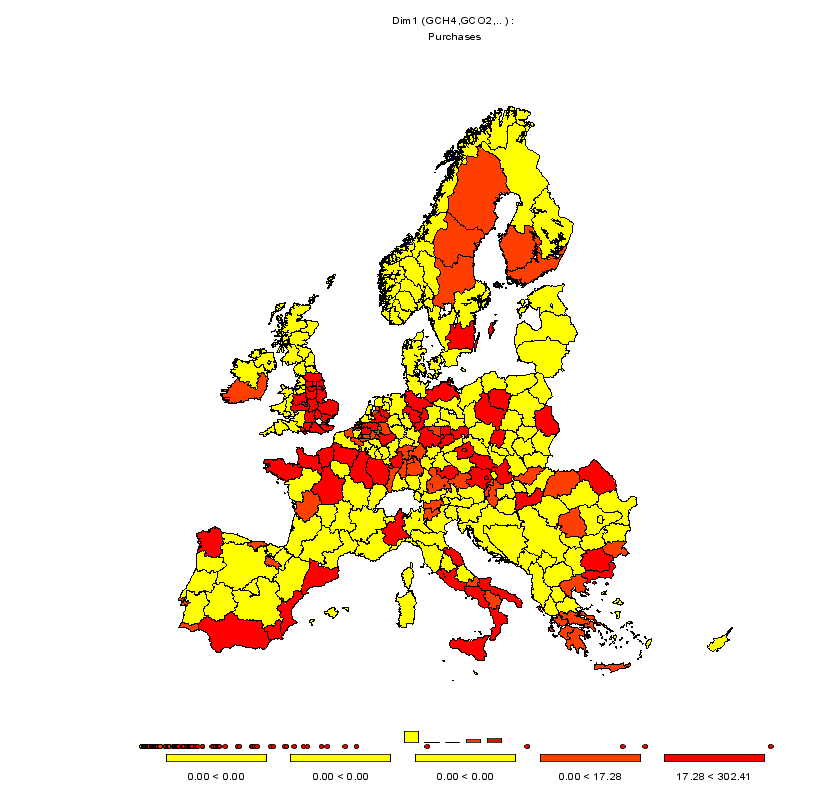 Dim1 (GCH4,GCO2,.. ) :
Purchases
0.00 < 0.00
0.00 < 0.00
0.00 < 0.00
0.00 < 17.28
17.28 < 302.41